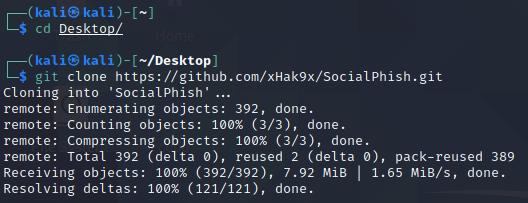 ┌──(kali㉿kali)-[~]
└─$ cd Desktop/
┌──(kali㉿kali)-[~/Desktop]
└─$ git clone https://github.com/xHak9x/SocialPhish.git
Cloning into 'SocialPhish'...
remote: Enumerating objects: 392, done.
remote: Counting objects: 100% (3/3), done.
remote: Compressing objects: 100% (3/3), done.
remote: Total 392 (delta 0), reused 2 (delta 0), pack-reused 389
Receiving objects: 100% (392/392), 7.92 MiB | 1.65 MiB/s, done.
Resolving deltas: 100% (121/121), done.